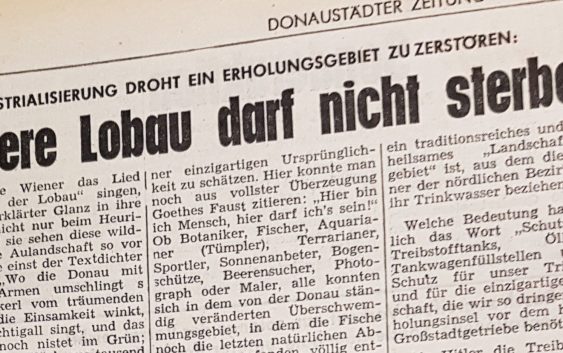 DONAUSTÄDTER
STRIALISIERUNG DROHT EIN ERHOLUNGSGEBIET ZU ZERSTÖREN:
ere Lobau darf nicht sterbe
e Wiener das Lied
der Lobau" singen,
rklärter Glanz in ihre
icht nur beim Heuri-
sie sehen diese wild-
e Aulandschaft so vor
e einst der Textdichter
„Wo die Donau mit
Armen umschlingt s
kerl vom träumenden
die Einsamkeit winkt,
chtigall singt, und das
noch nistet im Grün;
ner einzigartigen Ursprünglich-
keit zu schätzen. Hier konnte man
noch aus vollster Überzeugung
Goethes Faust zitieren: „Hier bin
ich Mensch, hier darf ich's sein!"
Ob Botaniker, Fischer, Aquaria-
ner (Tümpler), Terrarianer,
Sportler, Sonnenanbeter, Bogen-
schütze, Beerensucher, Photo-
graph oder Maler, alle konnten
sich in dem von der Donau stän-
dig veränderten Überschwem-
mungsgebiet, in dem die Fische
noch die letzten natürlichen Ab-
fanden, völlig ent-
ein traditionsreiches und
heilsames „Landschaf
gebiet" ist, aus dem die
ner der nördlichen Bezir
ihr Trinkwasser beziehen
Welche Bedeutung ha
lich das Wort „Schut
Treibstofftanks, Öl
Tankwagenfüllstellen u
Schutz für unser Tri
und für die einzigartige
schaft, die wir so dringen
holungsinsel vor dem H
Großstadtgetriebe benöt
die Treib